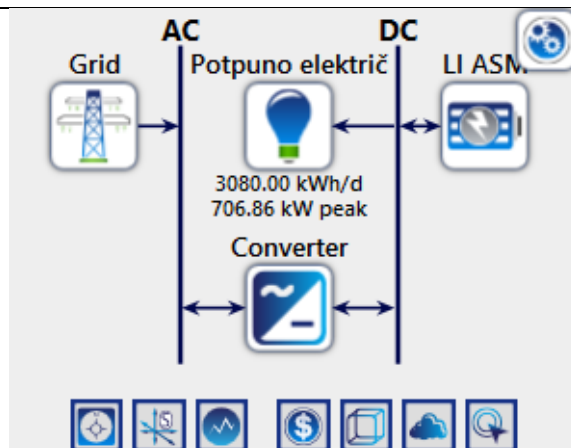 AC DC
Grid Potpuno električ LI ASM
3080.00 kWh/d
706.86 kW peak
Converter